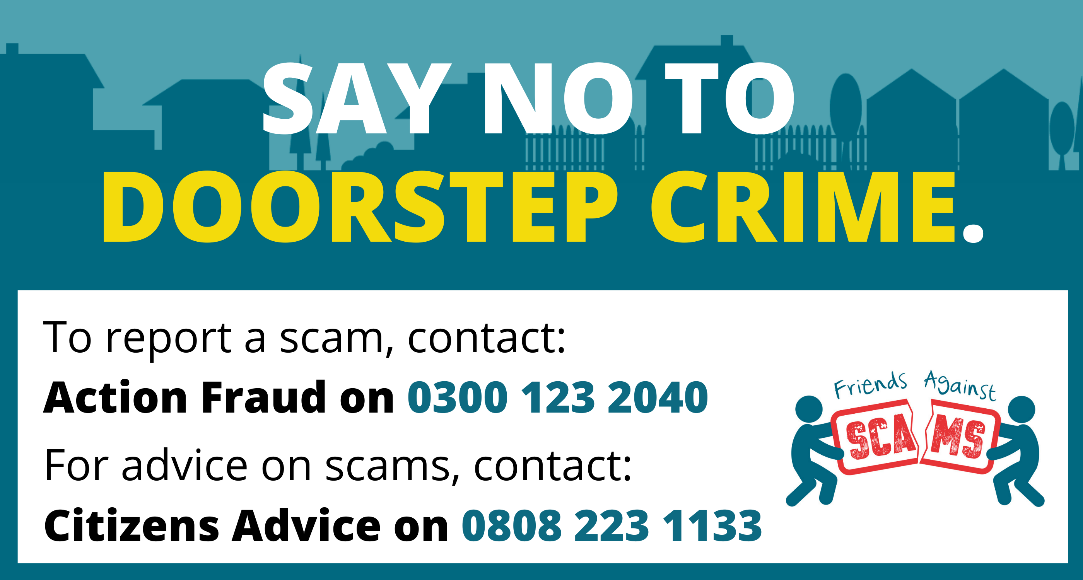 SAY NO TO
DOORSTEP CRIME.
To report a scam, contact:
Action Fraud on 0300 123 2040
For advice on scams, contact:
Citizens Advice on 0808 223 1133
Friends Against
SCAMS